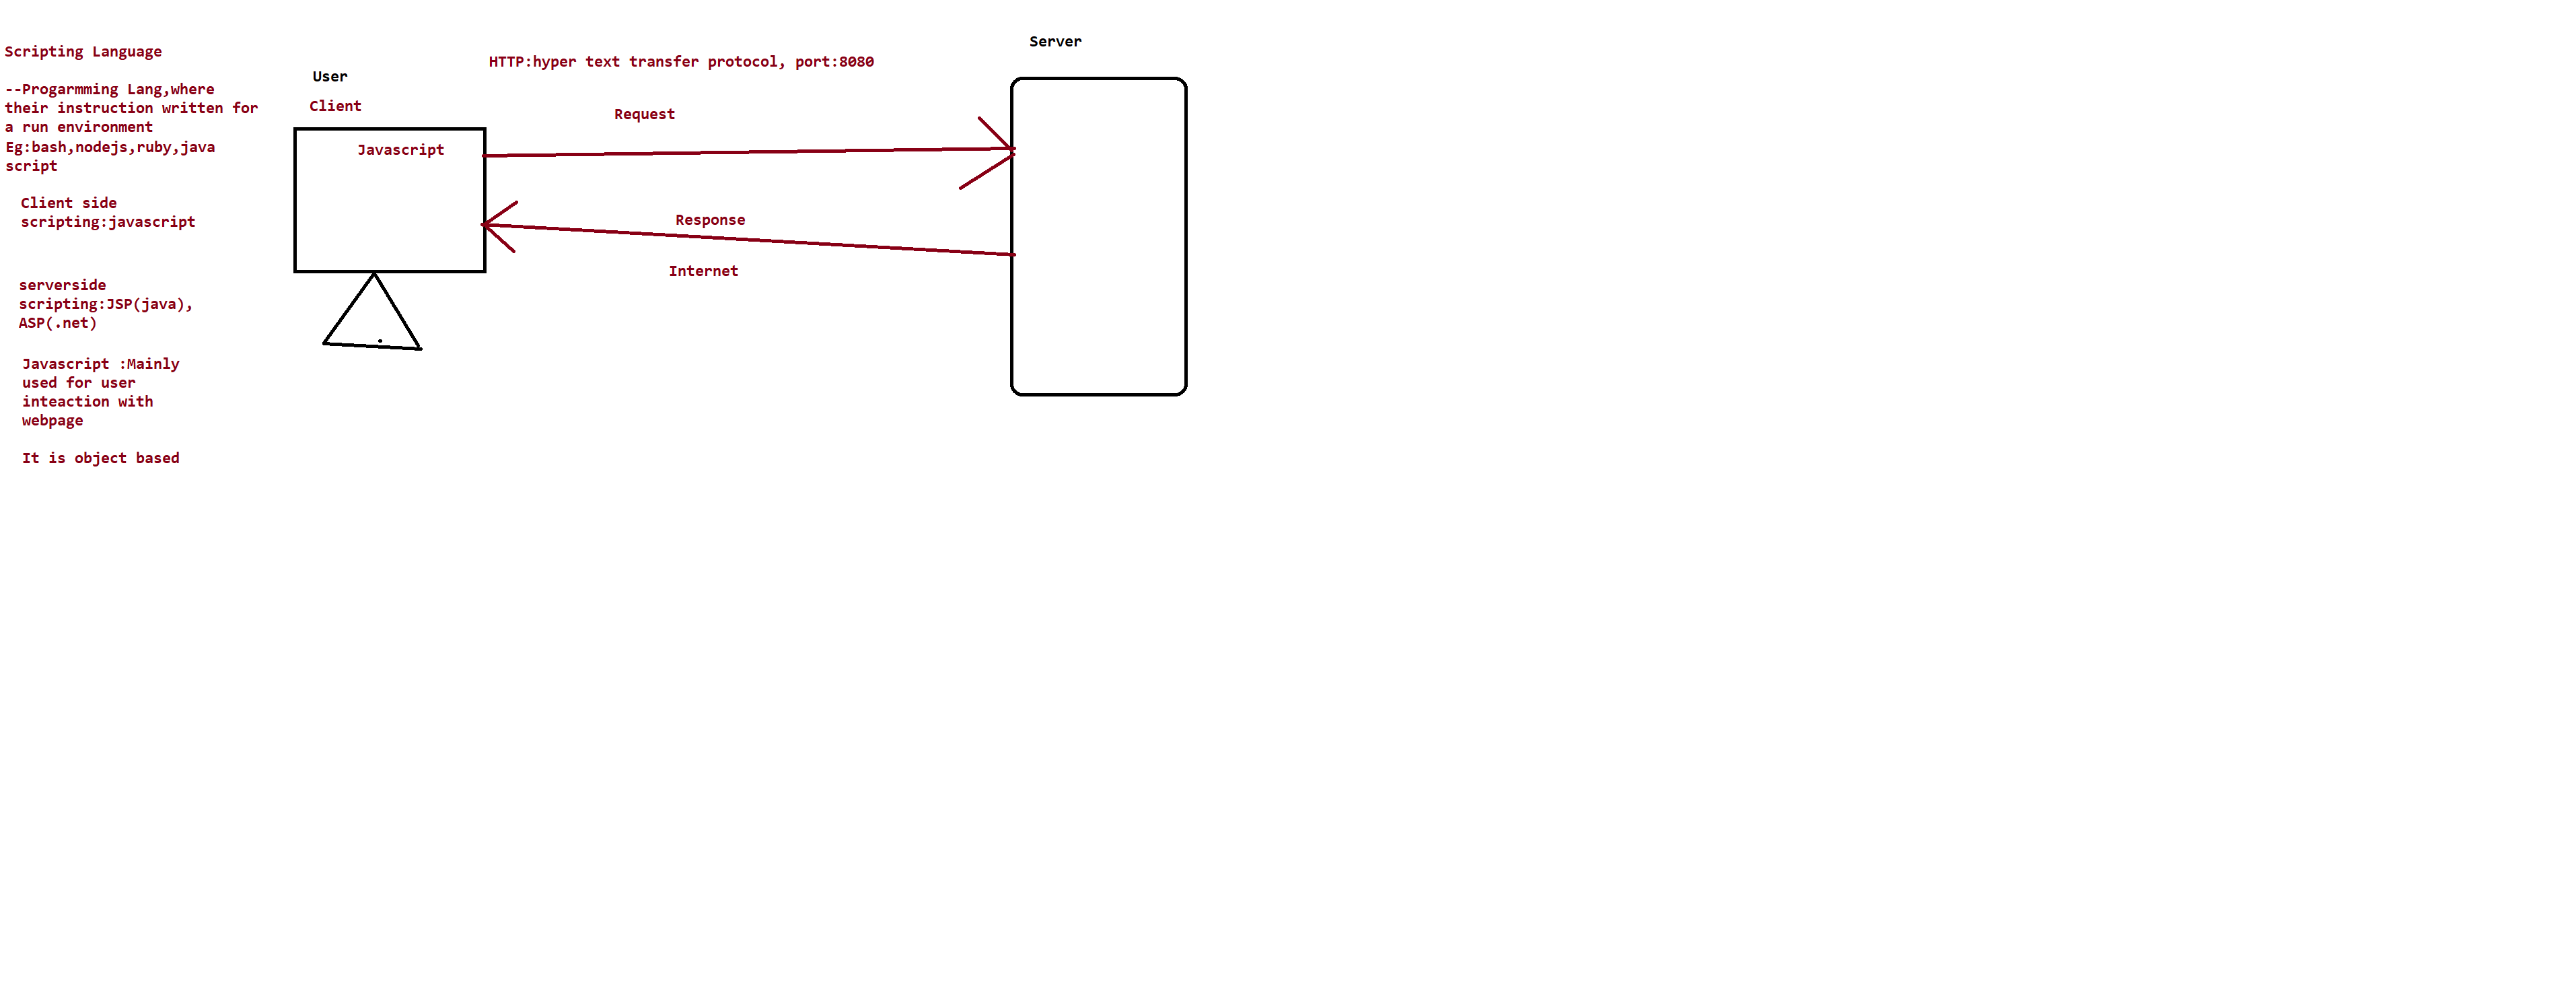 Scripting Language
--Progarmming Lang,where
their instruction written for
a run environment
Eg:bash,nodejs,ruby,java
script
Client side
scripting:javascript
serverside
scripting:JSP(java),
ASP(.net)
Javascript :Mainly
used for user
inteaction with
webpage
It is object based
User
Client
Javascript
HTTP:hyper text transfer protocol, port:8080
Request
Response
Internet
Server